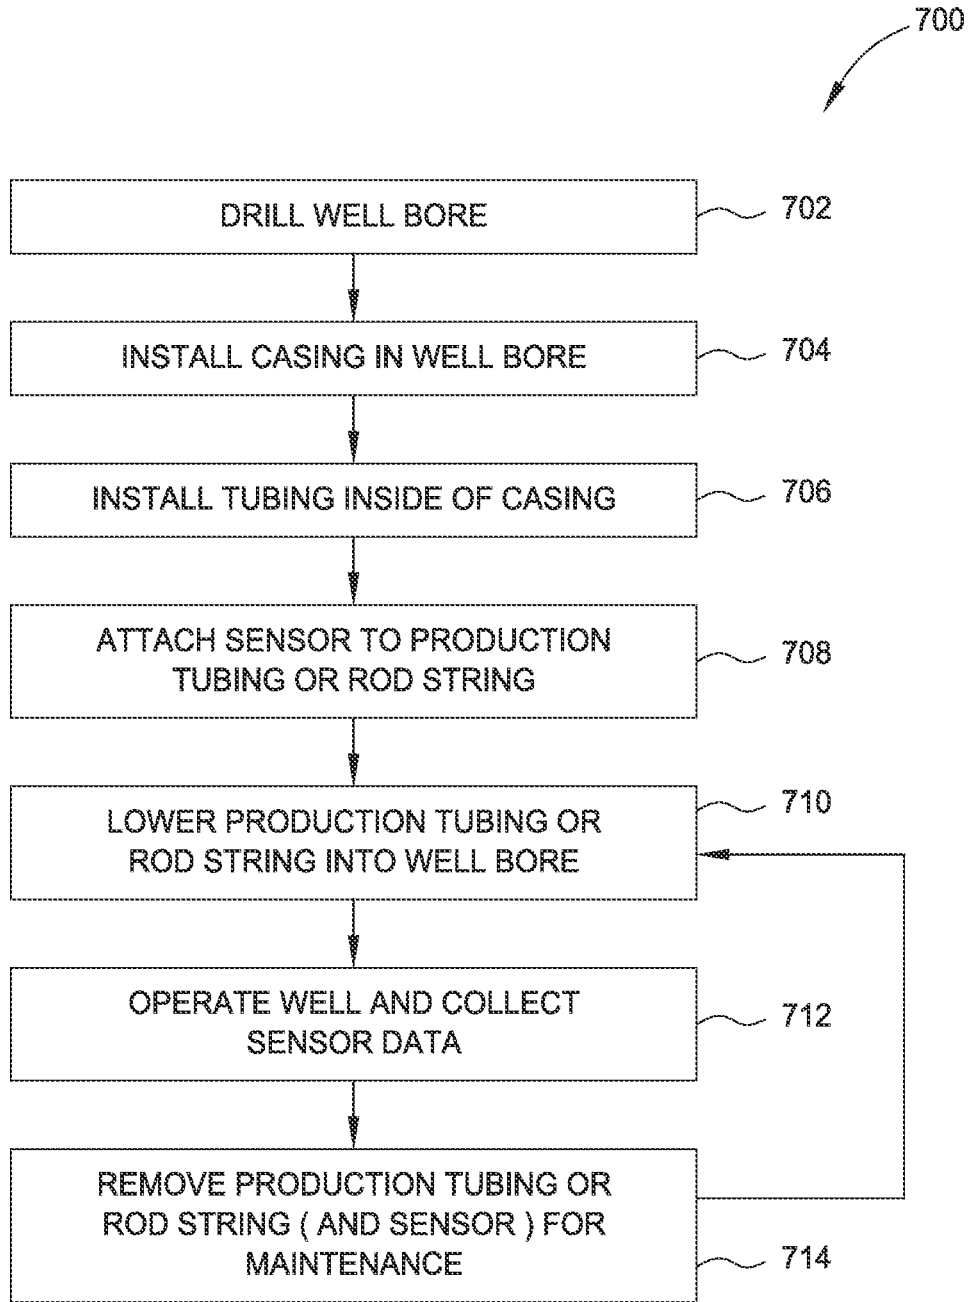 700
DRILL WELL BORE
702
INSTALL CASING IN WELL BORE
704
INSTALL TUBING INSIDE OF CASING
706
ATTACH SENSOR TO PRODUCTION
TUBING OR ROD STRING
708
LOWER PRODUCTION TUBING OR
ROD STRING INTO WELL BORE
710
OPERATE WELL AND COLLECT
SENSOR DATA
712
REMOVE PRODUCTION TUBING OR
ROD STRING ( AND SENSOR ) FOR
MAINTENANCE
714